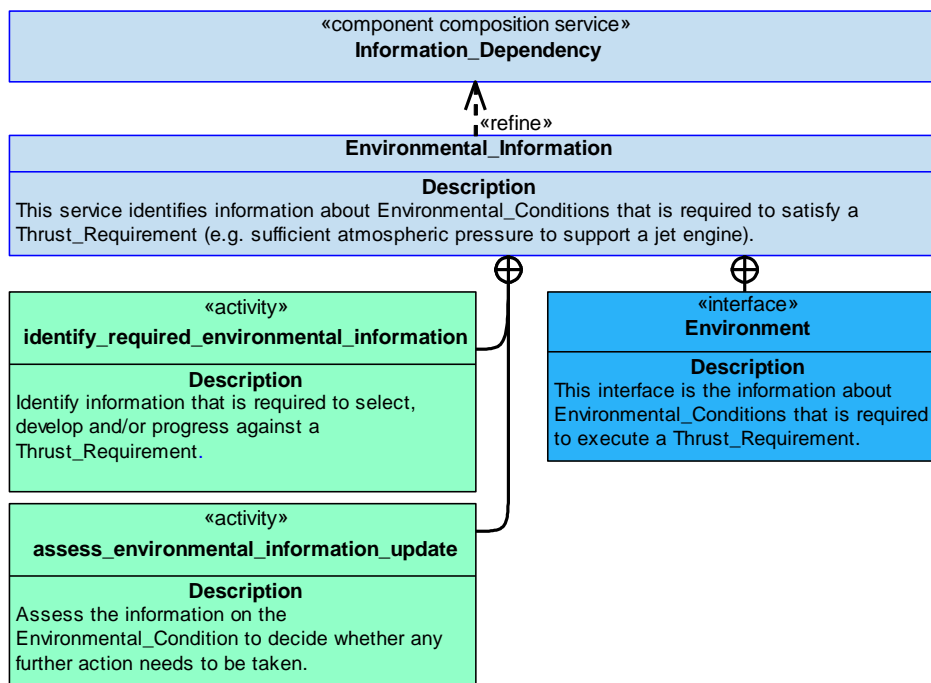 «component composition service»
Information_Dependency
«refine»
Environmental_Information
Description
This service identifies information about Environmental_Conditions that is required to satisfy a
Thrust_Requirement (e.g. sufficient atmospheric pressure to support a jet engine).
«activity»
identify_required_environmental_information
Description
Identify information that is required to select,
develop and/or progress against a
Thrust_Requirement.
«interface»
Environment
Description
This interface is the information about
Environmental_Conditions that is required
to execute a Thrust_Requirement.
«activity»
assess_environmental_information_update
Description
Assess the information on the
Environmental_Condition to decide whether any
further action needs to be taken.